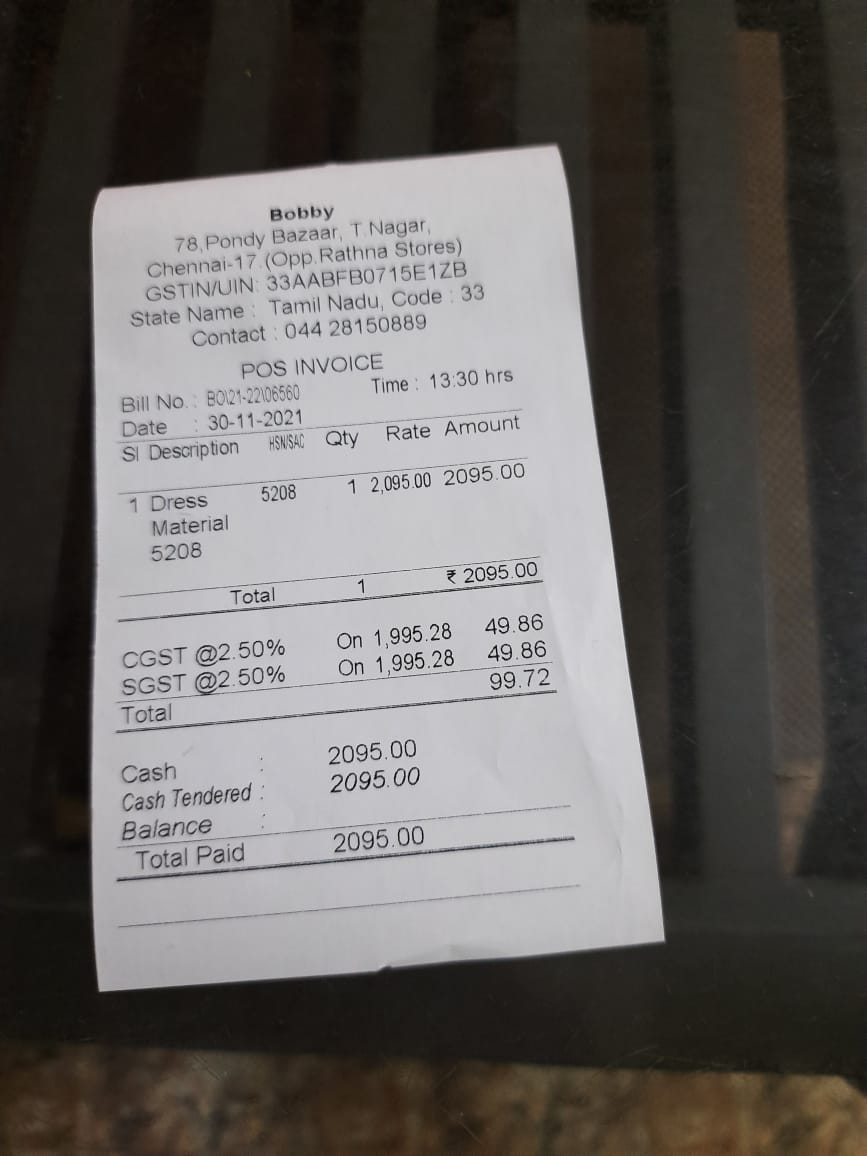 Bobby
78,Pondy Bazaar, T.Nagar,
Chennai-17.(Opp.Rathna Stores)
GSTIN/UIN: 33AABFB0715E1ZB
State Name : Tamil Nadu, Code : 33
Contact : 044 28150889
POS INVOICE
Bill No. : BO\21-22\06560 Time : 13:30 hrs
Date : 30-11-2021
Sl Description HSN/SAC Qty Rate Amount
1 Dress 5208 1 2,095.00 2095.00
Material
5208
Total 1 ₹ 2095.00
CGST @2.50% On 1,995.28 49.86
SGST @2.50% On 1,995.28 49.86
Total 99.72
Cash : 2095.00
Cash Tendered : 2095.00
Balance :
Total Paid 2095.00